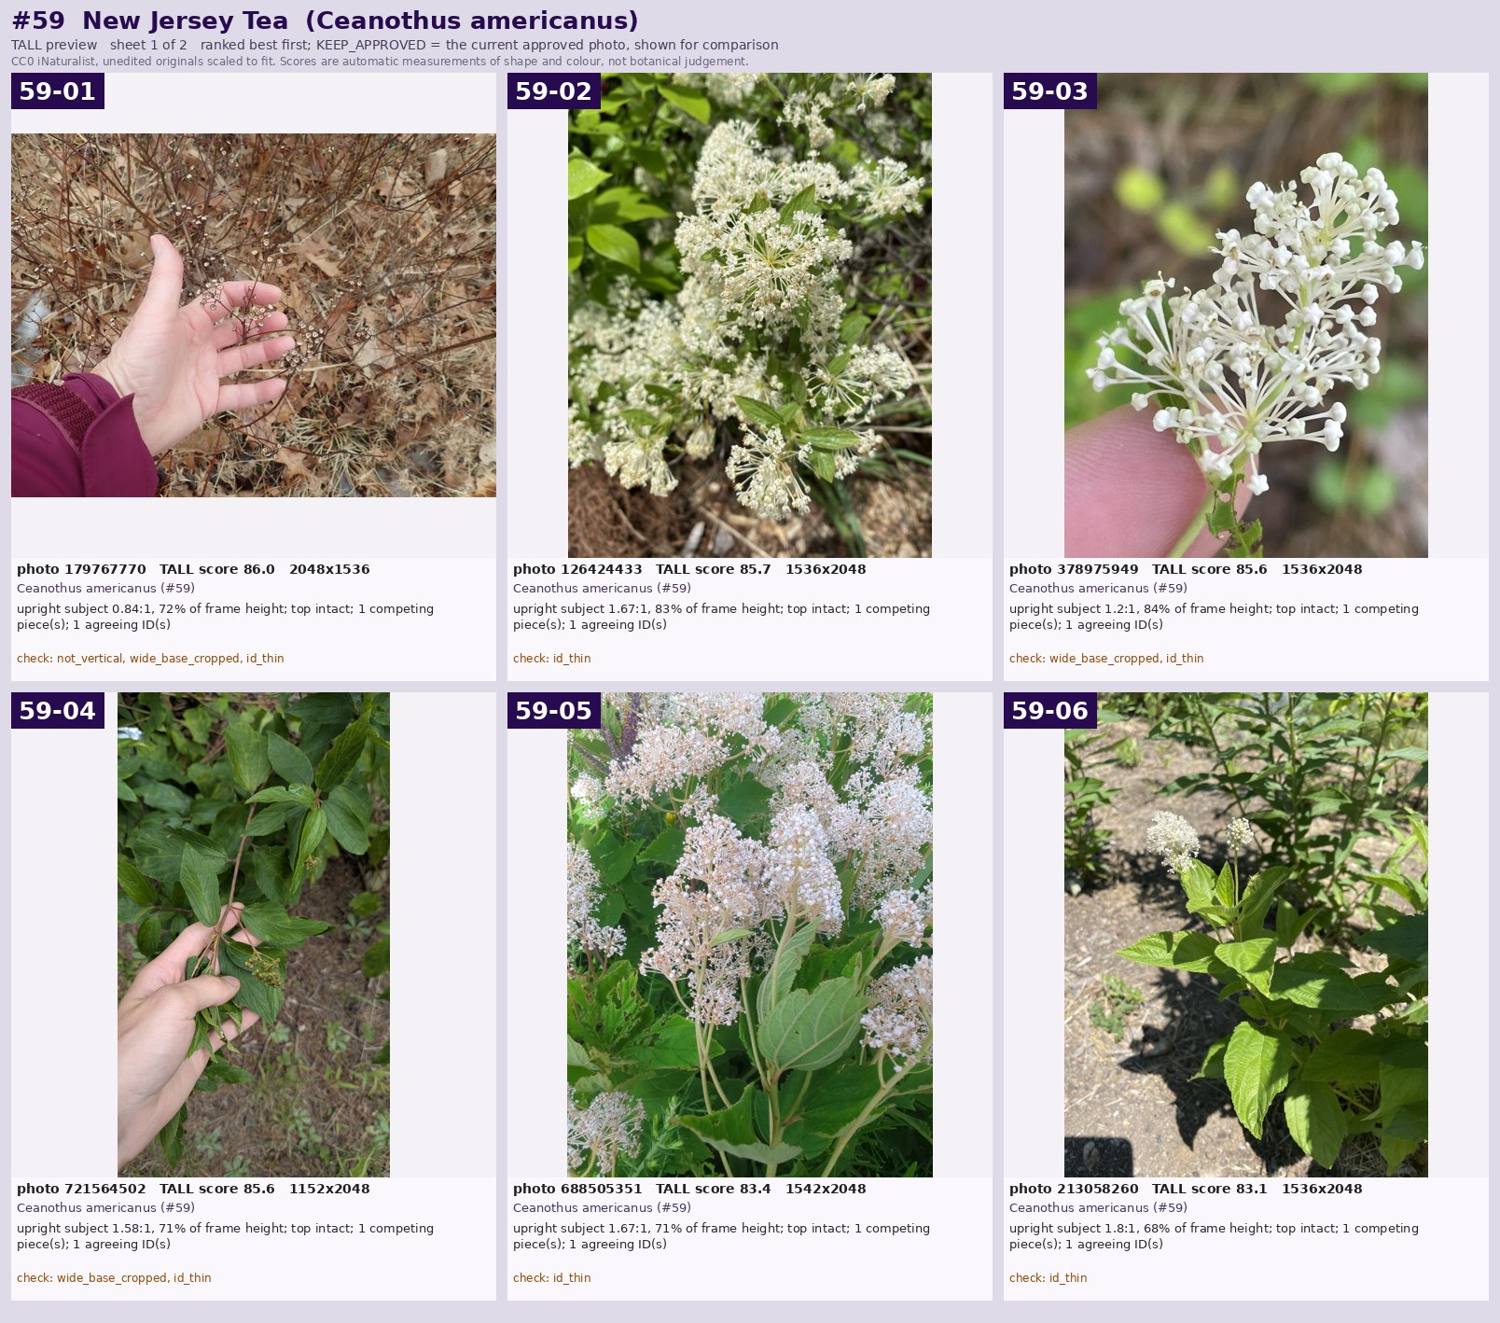 #59 New Jersey Tea (Ceanothus americanus)
TALL preview sheet 1 of 2 ranked best first; KEEP_APPROVED = the current approved photo, shown for comparison
CC0 iNaturalist, unedited originals scaled to fit. Scores are automatic measurements of shape and colour, not botanical judgement.
59-01
59-02
59-03
photo 179767770 TALL score 86.0 2048x1536
Ceanothus americanus (#59)
upright subject 0.84:1, 72% of frame height; top intact; 1 competing
piece(s); 1 agreeing ID(s)
check: not_vertical, wide_base_cropped, id_thin
photo 126424433 TALL score 85.7 1536x2048
Ceanothus americanus (#59)
upright subject 1.67:1, 83% of frame height; top intact; 1 competing
piece(s); 1 agreeing ID(s)
check: id_thin
photo 378975949 TALL score 85.6 1536x2048
Ceanothus americanus (#59)
upright subject 1.2:1, 84% of frame height; top intact; 1 competing
piece(s); 1 agreeing ID(s)
check: wide_base_cropped, id_thin
59-04
59-05
59-06
photo 721564502 TALL score 85.6 1152x2048
Ceanothus americanus (#59)
upright subject 1.58:1, 71% of frame height; top intact; 1 competing
piece(s); 1 agreeing ID(s)
check: wide_base_cropped, id_thin
photo 688505351 TALL score 83.4 1542x2048
Ceanothus americanus (#59)
upright subject 1.67:1, 71% of frame height; top intact; 1 competing
piece(s); 1 agreeing ID(s)
check: id_thin
photo 213058260 TALL score 83.1 1536x2048
Ceanothus americanus (#59)
upright subject 1.8:1, 68% of frame height; top intact; 1 competing
piece(s); 1 agreeing ID(s)
check: id_thin